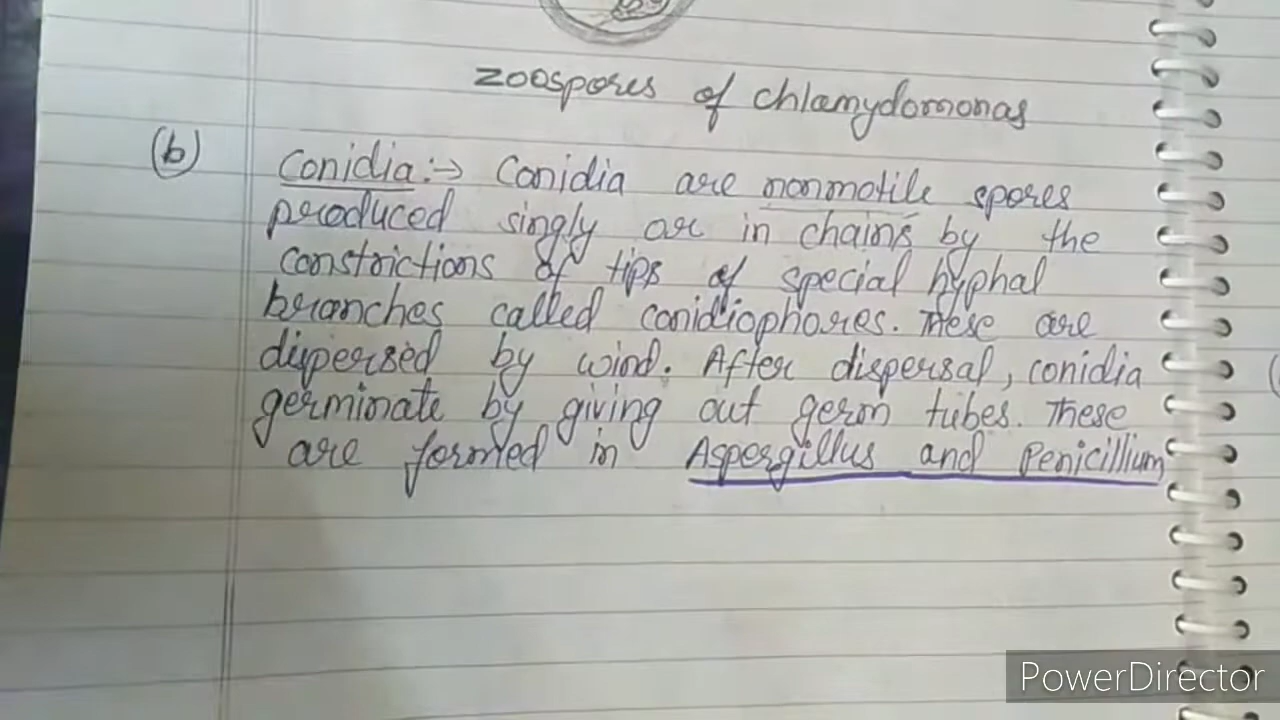 zoospores of chlamydomonas
(b) Conidia:→ Conidia are nonmotile spores
produced singly or in chains by the
constrictions of tips of special hyphal
branches called conidiophores. These are
dispersed by wind. After dispersal, conidia
germinate by giving out germ tubes. These
are formed in Aspergillus and Penicillium
PowerDirector